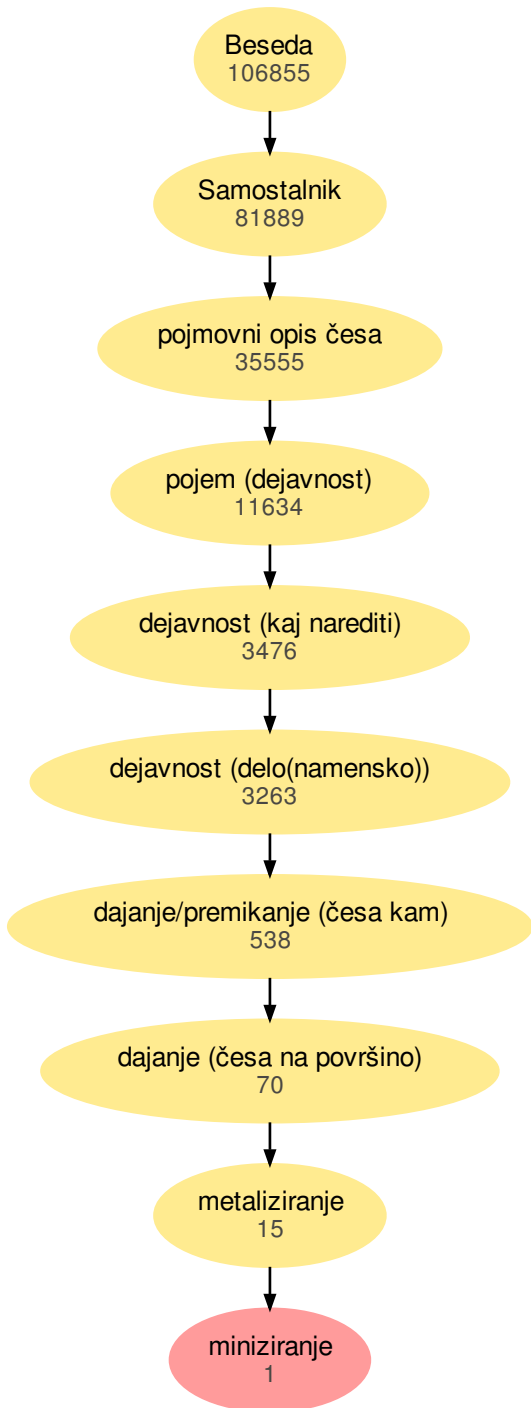 Beseda
106855
Samostalnik
81889
pojmovni opis česa
35555
pojem (dejavnost)
11634
dejavnost (kaj narediti)
3476
dejavnost (delo(namensko))
3263
dajanje/premikanje (česa kam)
538
dajanje (česa na površino)
70
metaliziranje
15
miniziranje
1